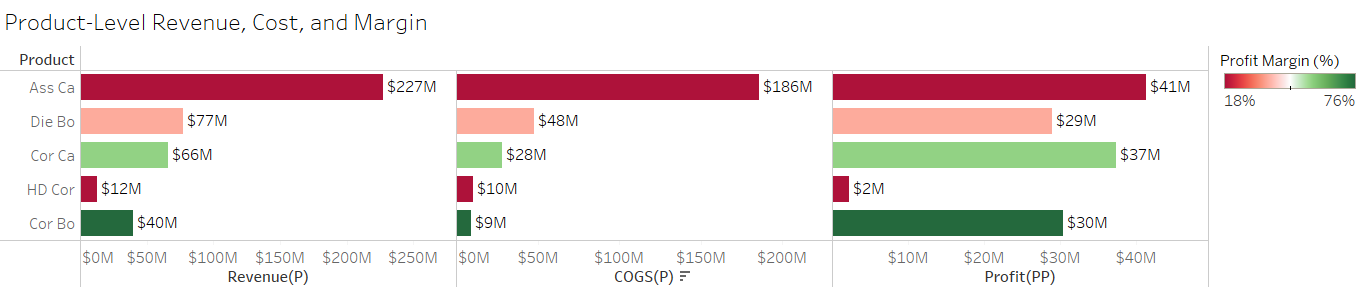 Product-Level Revenue, Cost, and Margin
Product
Ass Ca $227M $186M $41M
Die Bo $77M $48M $29M
Cor Ca $66M $28M $37M
HD Cor $12M $10M $2M
Cor Bo $40M $9M $30M
$0M $50M $100M $150M $200M $250M $0M $50M $100M $150M $200M $10M $20M $30M $40M
Revenue(P) COGS(P) Profit(PP)
Profit Margin (%)
18% 76%